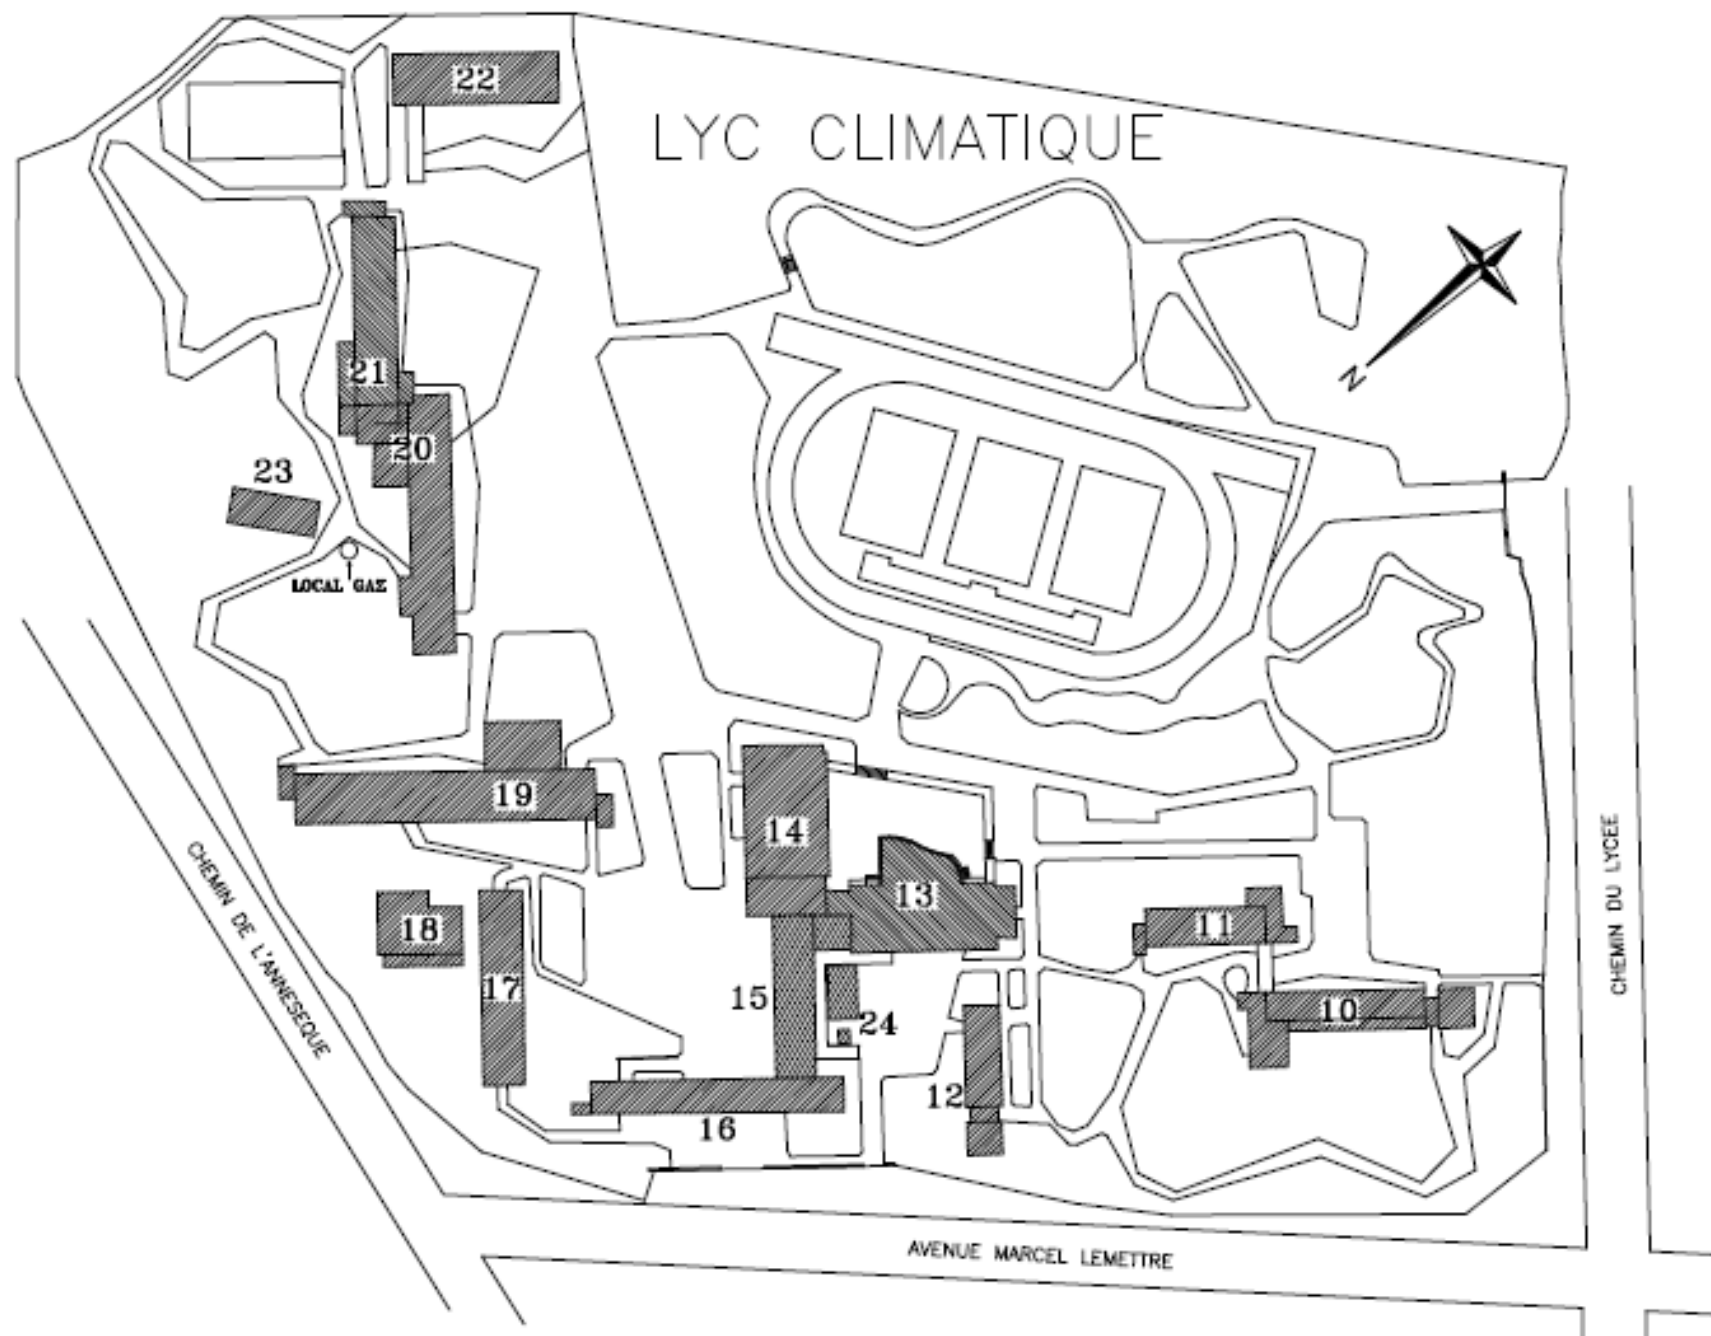 22
LYC CLIMATIQUE
N
21
20
23
LOCAL GAZ
19
14
13
11
18
17
15
10
24
12
16
CHEMIN DE L'ANNESEQUE
CHEMIN DU LYCEE
AVENUE MARCEL LEMETTRE